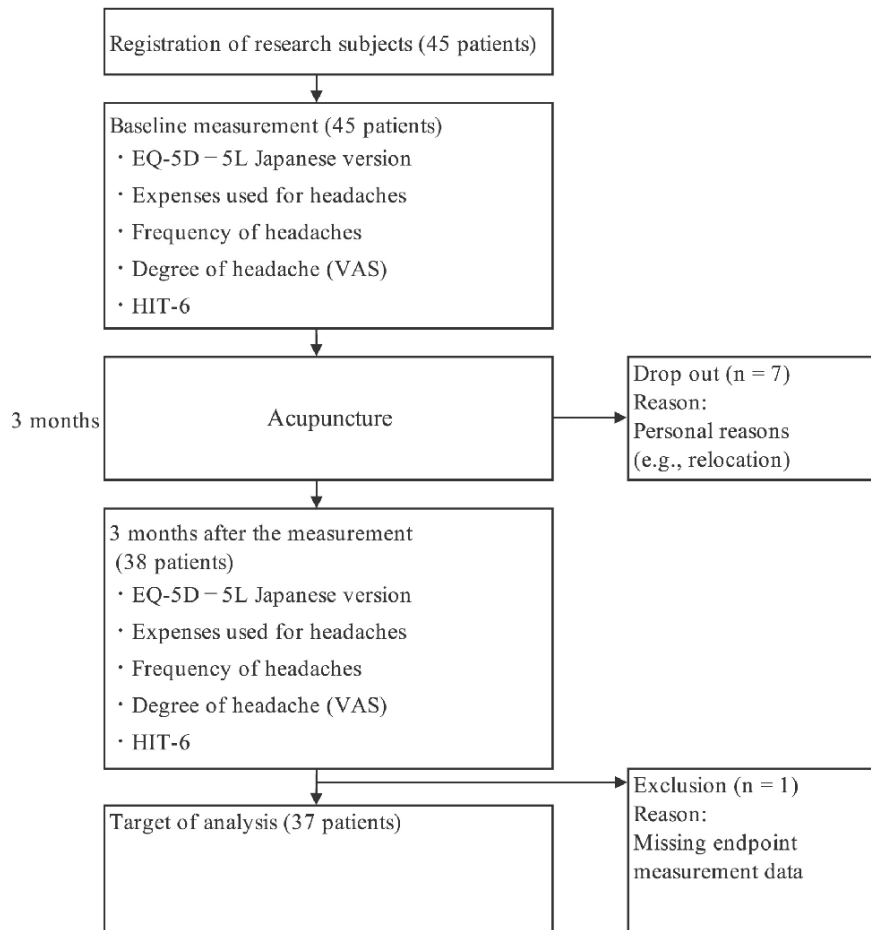 Registration of research subjects (45 patients)
Baseline measurement (45 patients)
・EQ-5D－5L Japanese version
・Expenses used for headaches
・Frequency of headaches
・Degree of headache (VAS)
・HIT-6
3 months
Acupuncture
Drop out (n = 7)
Reason:
Personal reasons
(e.g., relocation)
3 months after the measurement
(38 patients)
・EQ-5D－5L Japanese version
・Expenses used for headaches
・Frequency of headaches
・Degree of headache (VAS)
・HIT-6
Exclusion (n = 1)
Reason:
Missing endpoint
measurement data
Target of analysis (37 patients)